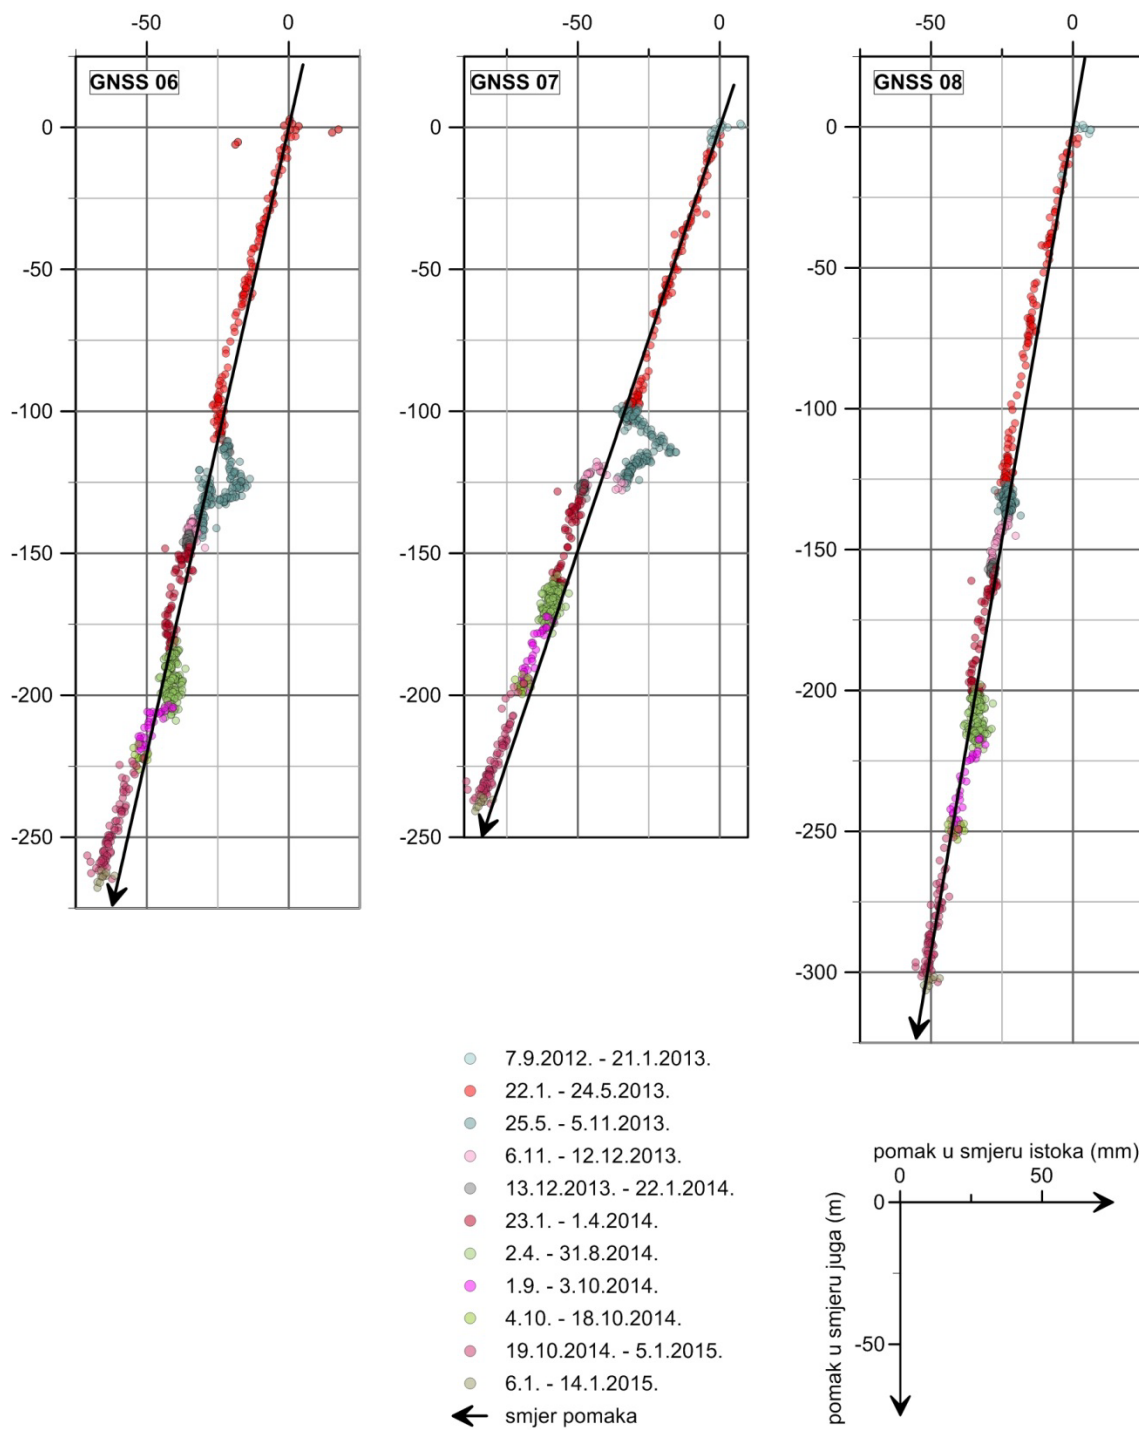 -50 0 -50 0 -50 0
GNSS 06 GNSS 07 GNSS 08
0 0 0
-50 -50 -50
-100 -100 -100
-150 -150 -150
-200 -200 -200
-250 -250 -250
-300
7.9.2012. - 21.1.2013.
22.1. - 24.5.2013.
25.5. - 5.11.2013.
6.11. - 12.12.2013.
13.12.2013. - 22.1.2014.
23.1. - 1.4.2014.
2.4. - 31.8.2014.
1.9. - 3.10.2014.
4.10. - 18.10.2014.
19.10.2014. - 5.1.2015.
6.1. - 14.1.2015.
smjer pomaka
pomak u smjeru istoka (mm)
0 50
0
-50
pomak u smjeru juga (m)